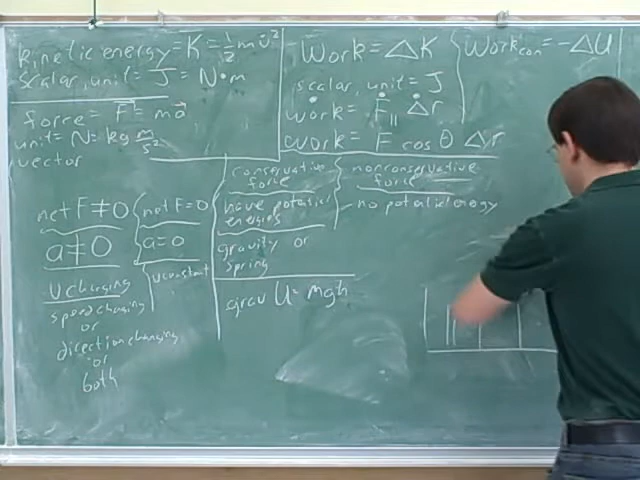 kinetic energy = K = 1/2 mv²
scalar, unit = J = N·m
force = F⃗ = ma⃗
unit = N = kg m/s²
vector
Work = ΔK
scalar, unit = J
work = F∥ Δr
work = F cos θ Δr
Workcon = -ΔU
net F ≠ 0
a ≠ 0
v changing
speed changing
or
direction changing
or
both
net F = 0
a = 0
v constant
conservative
force
have potential
energies
gravity or
spring
grav U = mgh
nonconservative
force
no potential energy